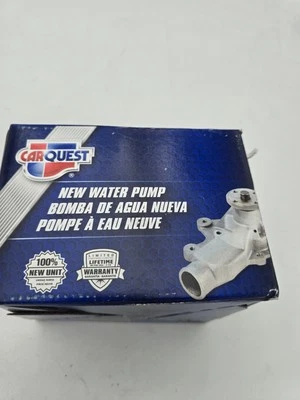 CARQUEST
NEW WATER PUMP
BOMBA DE AGUA NUEVA
POMPE À EAU NEUVE
100%
NEW UNIT
LIMITED
LIFETIME
WARRANTY